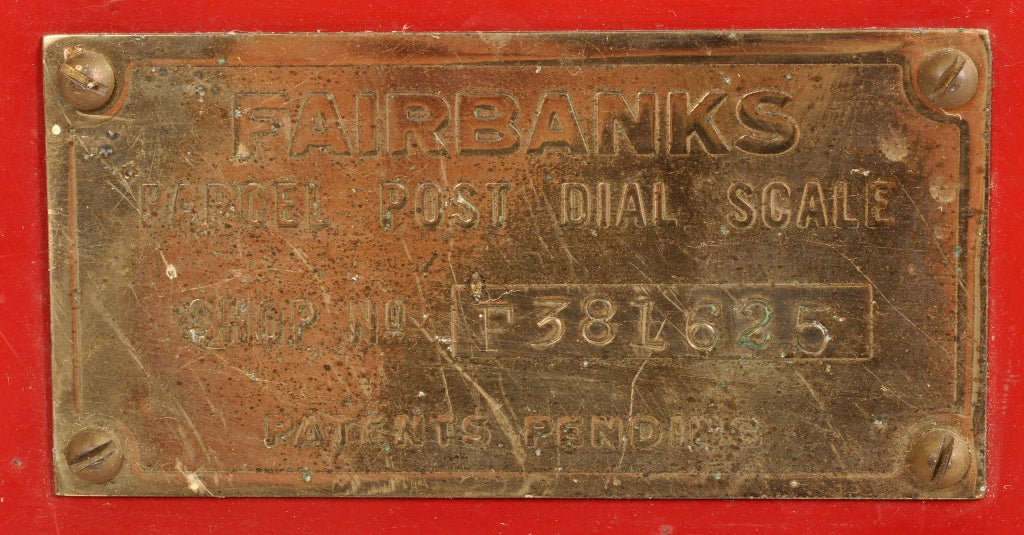 FAIRBANKS
PARCEL POST DIAL SCALE
SHOP NO. F381625
PATENTS PENDING